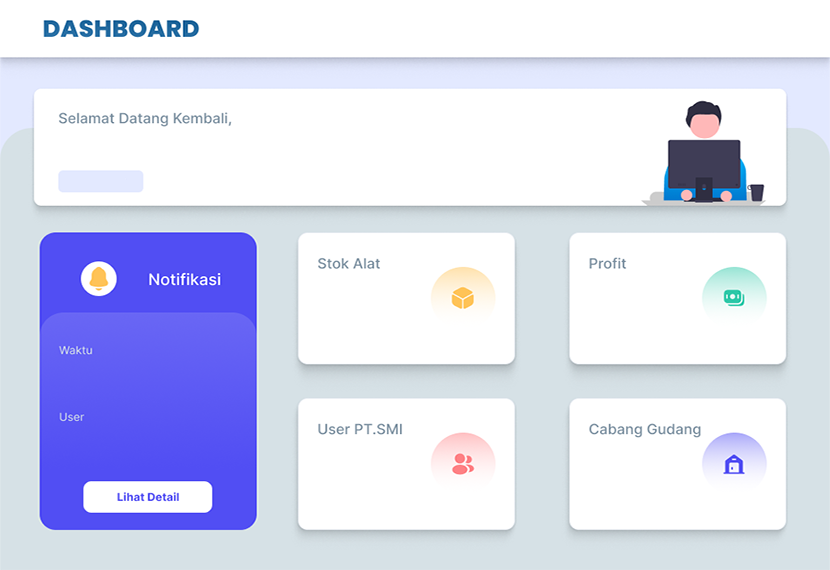 DASHBOARD
Selamat Datang Kembali,
Notifikasi
Waktu
User
Lihat Detail
Stok Alat
Profit
User PT.SMI
Cabang Gudang